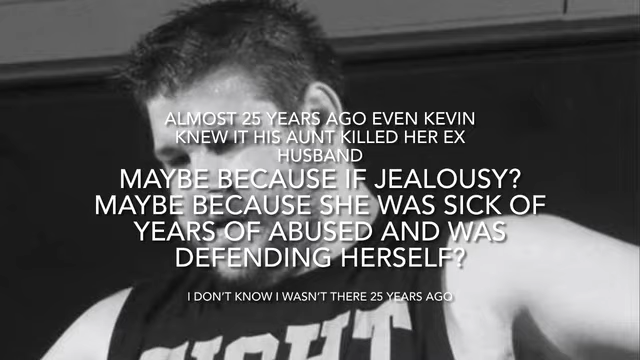 ALMOST 25 YEARS AGO EVEN KEVIN
KNEW IT HIS AUNT KILLED HER EX
HUSBAND
MAYBE BECAUSE IF JEALOUSY?
MAYBE BECAUSE SHE WAS SICK OF
YEARS OF ABUSED AND WAS
DEFENDING HERSELF?
I DON'T KNOW I WASN'T THERE 25 YEARS AGO
FIGHT